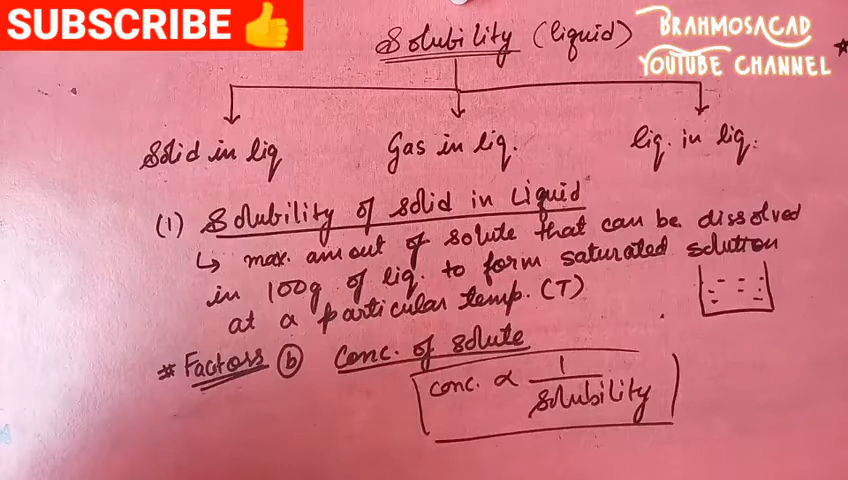 SUBSCRIBE
BRAHMOSACAD
YOUTUBE CHANNEL
Solubility (liquid)
Solid in liq
Gas in liq.
liq. in liq.
(1) Solubility of solid in Liquid
↳ max. amout of solute that can be dissolved
in 100g of liq. to form saturated solution
at a particular temp. (T)
* Factors (b) Conc. of solute
conc. ∝ 1/solubility